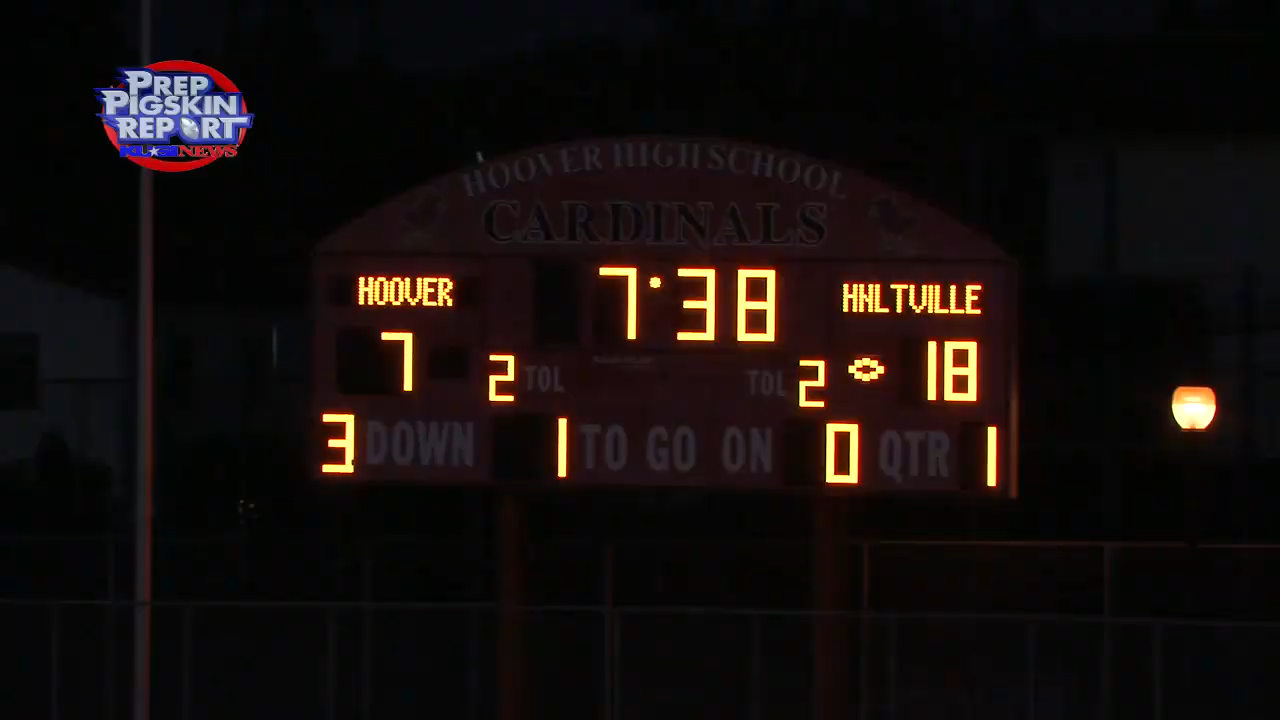 PREP
PIGSKIN
REPORT
KUSI NEWS
HOOVER HIGH SCHOOL
CARDINALS
HOOVER 7:38 HNLTVILLE
7 2 TOL TOL 2 18
3 DOWN 1 TO GO ON 0 QTR 1